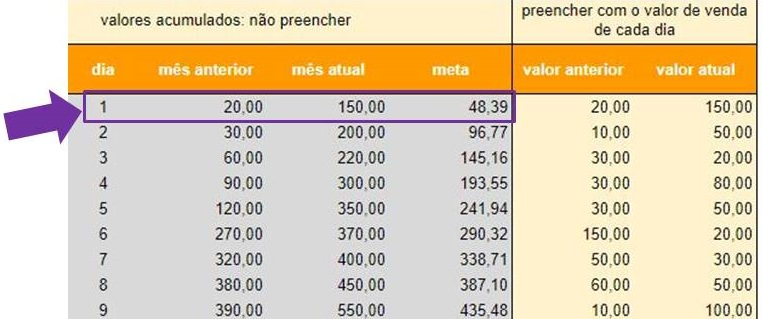 valores acumulados: não preencher
preencher com o valor de venda
de cada dia
dia mês anterior mês atual meta valor anterior valor atual
1 20,00 150,00 48,39 20,00 150,00
2 30,00 200,00 96,77 10,00 50,00
3 60,00 220,00 145,16 30,00 20,00
4 90,00 300,00 193,55 30,00 80,00
5 120,00 350,00 241,94 30,00 50,00
6 270,00 370,00 290,32 150,00 20,00
7 320,00 400,00 338,71 50,00 30,00
8 380,00 450,00 387,10 60,00 50,00
9 390,00 550,00 435,48 10,00 100,00